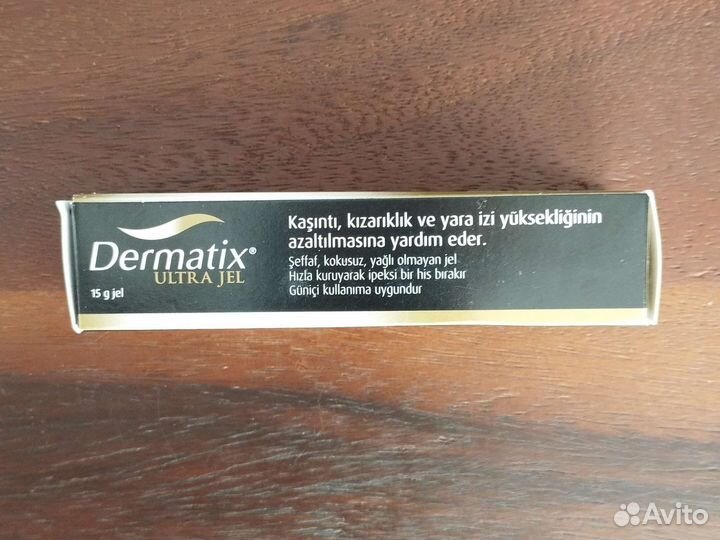 Dermatix®
ULTRA JEL
15 g jel
Kaşıntı, kızarıklık ve yara izi yüksekliğinin
azaltılmasına yardım eder.
Şeffaf, kokusuz, yağlı olmayan jel
Hızla kuruyarak ipeksi bir his bırakır
Güniçi kullanıma uygundur
Avito